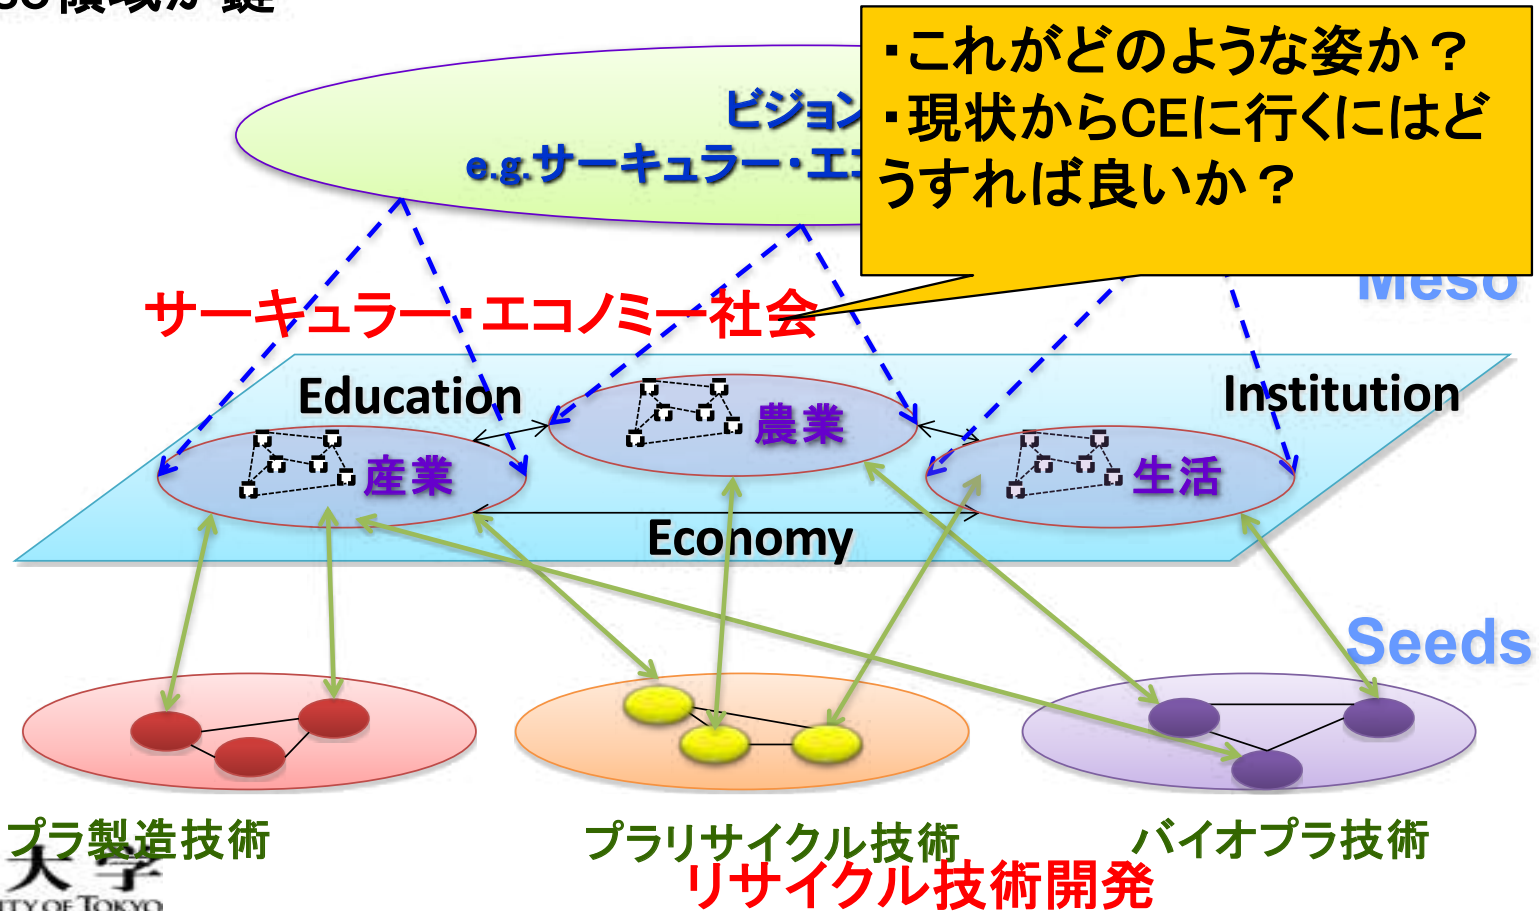 領域が鍵
・これがどのような姿か？
・現状からCEに行くにはど
うすれば良いか？
ビジョン
e.g.サーキュラー・エコ
Meso
サーキュラー・エコノミー社会
Education
Institution
農業
産業
生活
Economy
Seeds
プラ製造技術
プラリサイクル技術
バイオプラ技術
大学
リサイクル技術開発
ITY OF TOKYO